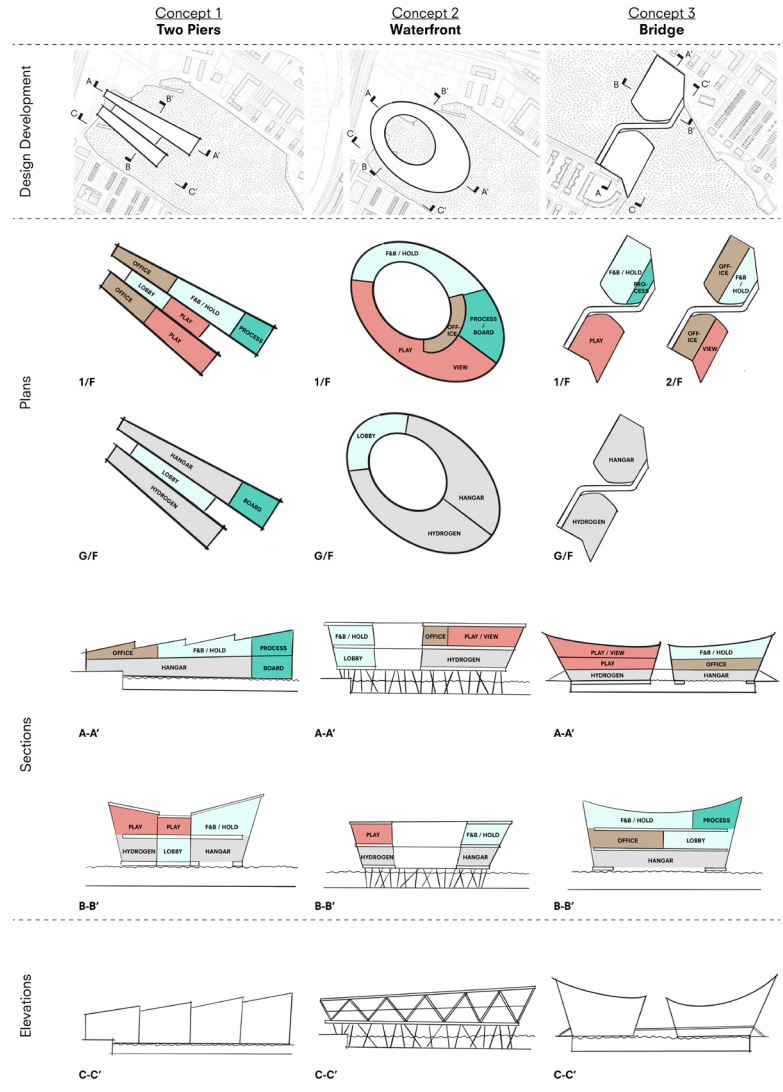 Concept 1
Two Piers
Concept 2
Waterfront
Concept 3
Bridge
Design Development
A
B'
C
B
A'
C'
A
B'
C
B
A'
C'
A'
B
C'
B'
A
C
Plans
OFFICE
LOBBY
F&B / HOLD
OFFICE
PLAY
PROCESS
PLAY
1/F
F&B / HOLD
PROCESS
/
BOARD
OFF-
ICE
PLAY
VIEW
1/F
F&B / HOLD
PRO-
CESS
PLAY
1/F
OFF-
ICE
F&B
/
HOLD
OFF-
ICE
VIEW
2/F
HANGAR
LOBBY
HYDROGEN
BOARD
G/F
LOBBY
HANGAR
HYDROGEN
G/F
HANGAR
HYDROGEN
G/F
Sections
OFFICE
F&B / HOLD
PROCESS
HANGAR
BOARD
A-A'
F&B / HOLD
OFFICE
PLAY / VIEW
LOBBY
HYDROGEN
A-A'
PLAY / VIEW
F&B / HOLD
PLAY
OFFICE
HYDROGEN
HANGAR
A-A'
PLAY
PLAY
F&B / HOLD
HYDROGEN
LOBBY
HANGAR
B-B'
PLAY
F&B / HOLD
HYDROGEN
HANGAR
B-B'
F&B / HOLD
PROCESS
OFFICE
LOBBY
HANGAR
B-B'
Elevations
C-C'
C-C'
C-C'